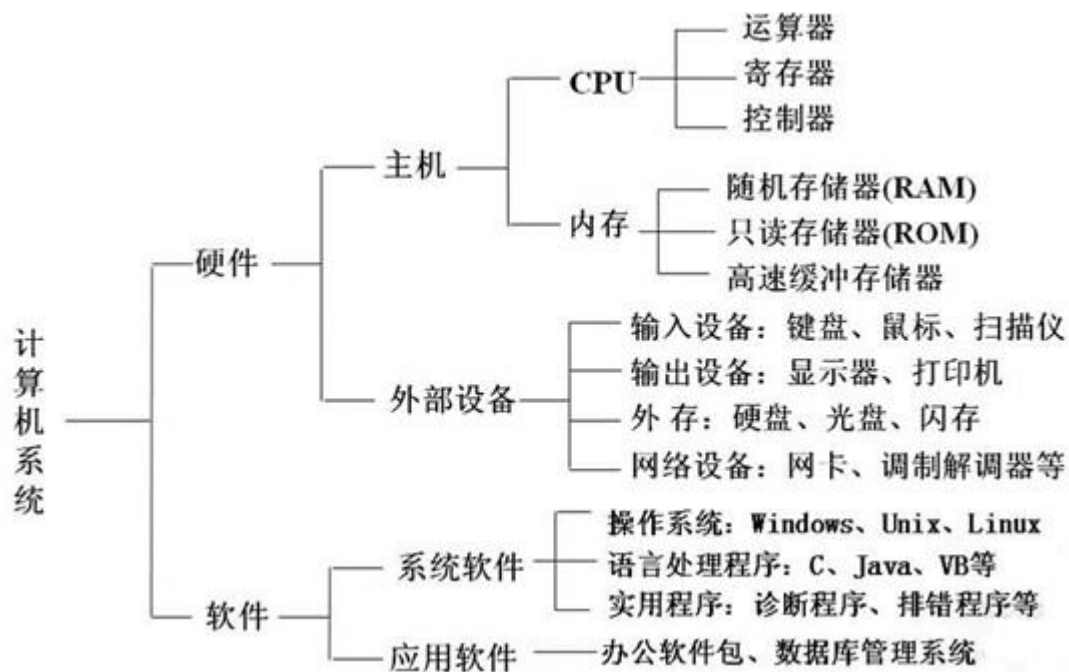 运算器
CPU
寄存器
控制器
主机
随机存储器(RAM)
内存
只读存储器(ROM)
硬件
高速缓冲存储器
输入设备：键盘、鼠标、扫描仪
输出设备：显示器、打印机
外部设备
外 存：硬盘、光盘、闪存
网络设备：网卡、调制解调器等
计算机系统
操作系统：Windows、Unix、Linux
系统软件
语言处理程序：C、Java、VB等
软件
实用程序：诊断程序、排错程序等
应用软件
办公软件包、数据库管理系统